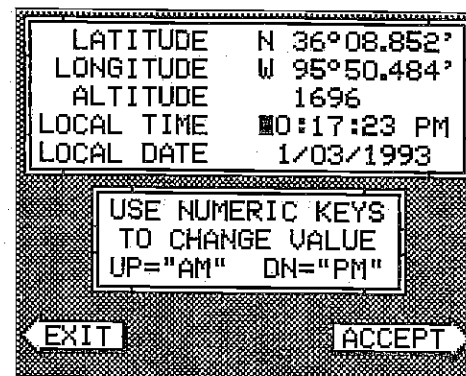 LATITUDE N 36°08.852'
LONGITUDE W 95°50.484'
ALTITUDE 1696
LOCAL TIME 0:17:23 PM
LOCAL DATE 1/03/1993
USE NUMERIC KEYS
TO CHANGE VALUE
UP="AM" DN="PM"
EXIT ACCEPT